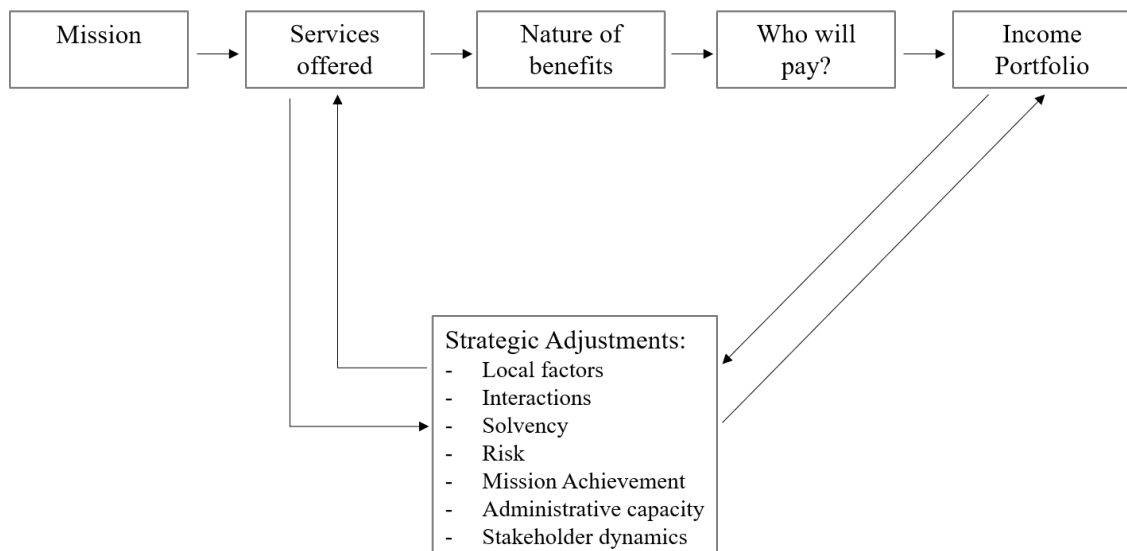 Mission
Services
offered
Nature of
benefits
Who will
pay?
Income
Portfolio
Strategic Adjustments:
- Local factors
- Interactions
- Solvency
- Risk
- Mission Achievement
- Administrative capacity
- Stakeholder dynamics